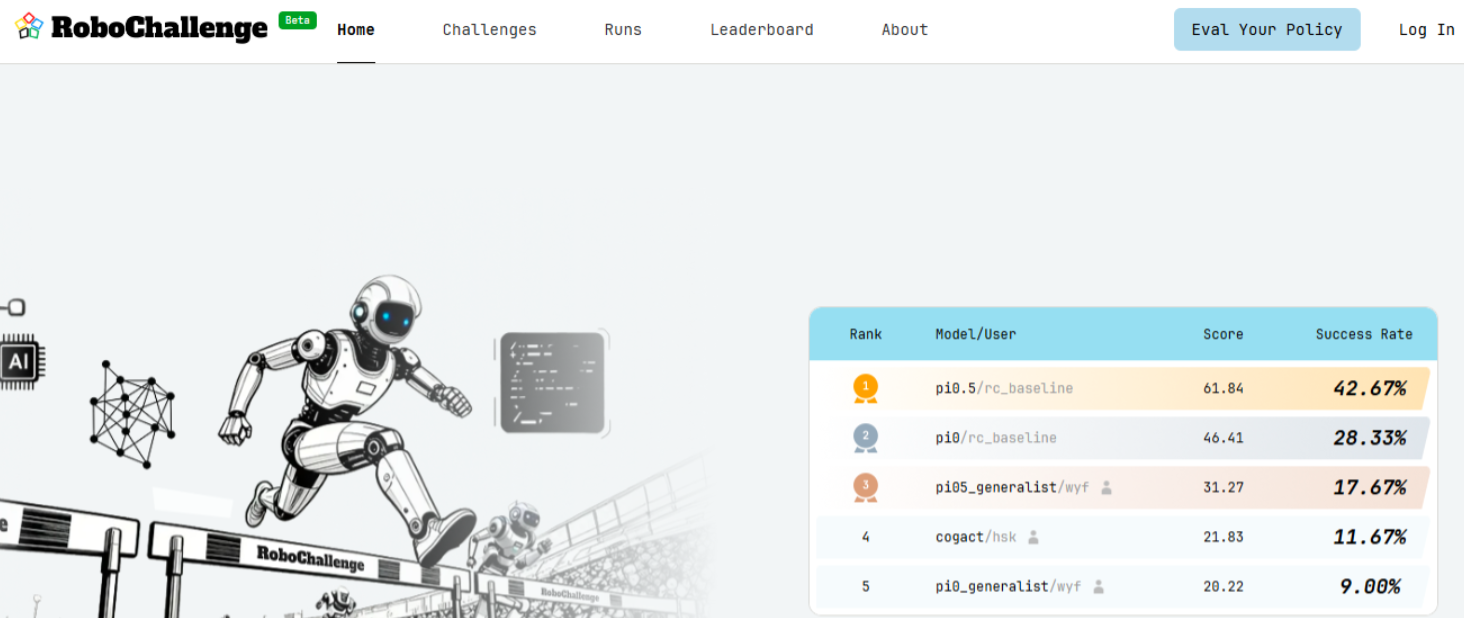 RoboChallenge Beta Home Challenges Runs Leaderboard About Eval Your Policy Log In
AI
RoboChallenge
RoboChallenge
Rank Model/User Score Success Rate
1 pi0.5/rc_baseline 61.84 42.67%
2 pi0/rc_baseline 46.41 28.33%
3 pi05_generalist/wyf 31.27 17.67%
4 cogact/hsk 21.83 11.67%
5 pi0_generalist/wyf 20.22 9.00%